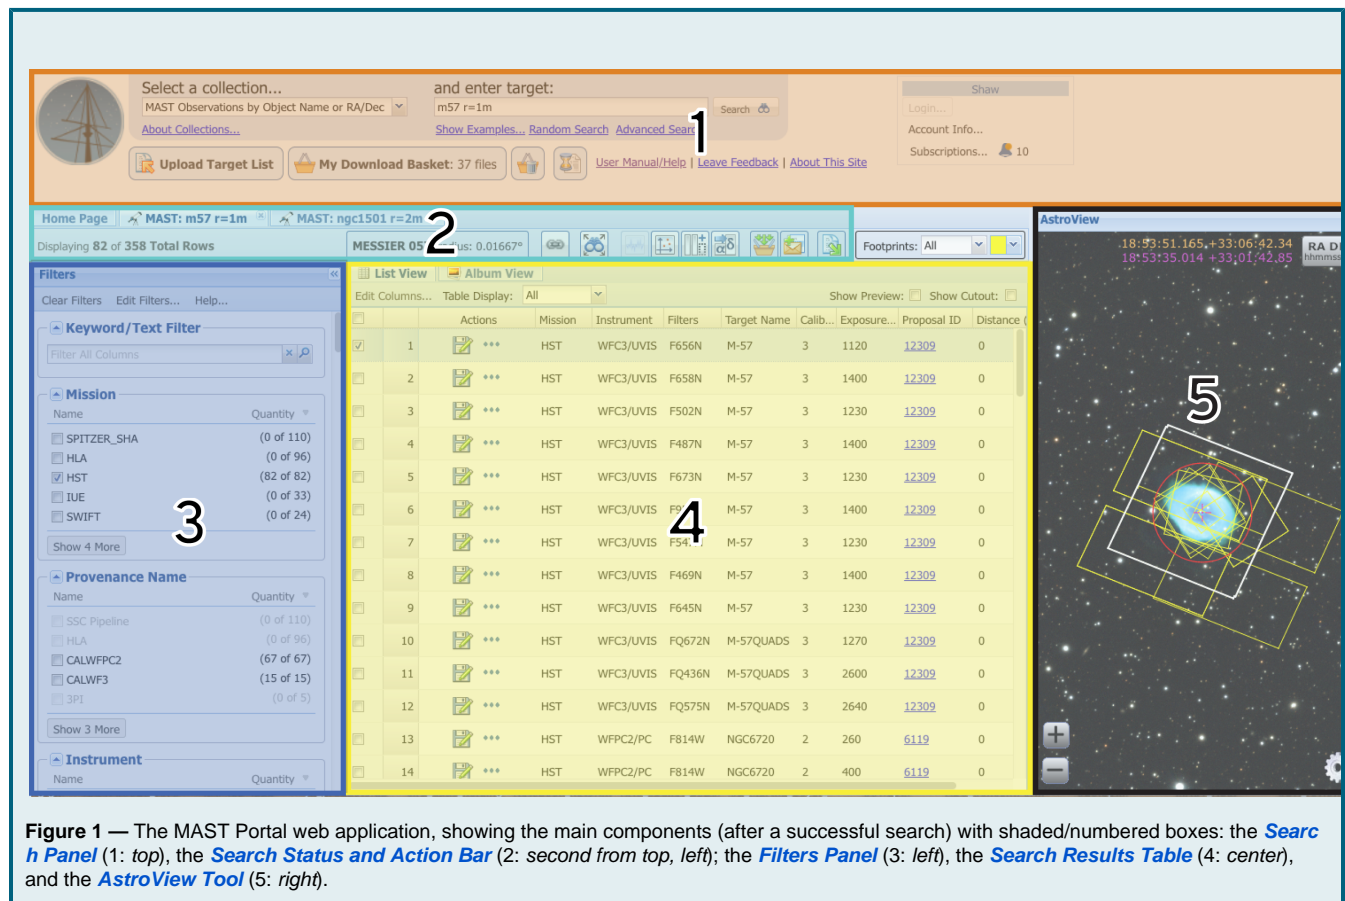 Select a collection...
and enter target:
Shaw
MAST Observations by Object Name or RA/Dec
m57 r=1m
Search
Login...
About Collections...
Show Examples... Random Search Advanced Search
1
Account Info...
Upload Target List
My Download Basket: 37 files
User Manual/Help | Leave Feedback | About This Site
Subscriptions... 10
Home Page
MAST: m57 r=1m
MAST: ngc1501 r=2m
2
AstroView
Displaying 82 of 358 Total Rows
MESSIER 057 Radius: 0.01667°
αδ
Footprints: All
18:53:51.165,+33:06:42.34
18:53:35.014 +33:01:42.85
RA D
hhmmss
Filters
Clear Filters Edit Filters... Help...
Keyword/Text Filter
Filter All Columns
Mission
Name Quantity
SPITZER_SHA (0 of 110)
HLA (0 of 96)
HST (82 of 82)
IUE (0 of 33)
SWIFT (0 of 24)
3
Show 4 More
Provenance Name
Name Quantity
SSC Pipeline (0 of 110)
HLA (0 of 96)
CALWFPC2 (67 of 67)
CALWF3 (15 of 15)
3PI (0 of 5)
Show 3 More
Instrument
Name Quantity
List View Album View
Edit Columns... Table Display: All Show Preview: Show Cutout:
Actions Mission Instrument Filters Target Name Calib... Exposure... Proposal ID Distance (
1 HST WFC3/UVIS F656N M-57 3 1120 12309 0
2 HST WFC3/UVIS F658N M-57 3 1400 12309 0
3 HST WFC3/UVIS F502N M-57 3 1230 12309 0
4 HST WFC3/UVIS F487N M-57 3 1400 12309 0
5 HST WFC3/UVIS F673N M-57 3 1230 12309 0
6 HST WFC3/UVIS M-57 3 1400 12309 0
4
7 HST WFC3/UVIS F547M M-57 3 1230 12309 0
8 HST WFC3/UVIS F469N M-57 3 1400 12309 0
9 HST WFC3/UVIS F645N M-57 3 1230 12309 0
10 HST WFC3/UVIS FQ672N M-57QUADS 3 1270 12309 0
11 HST WFC3/UVIS FQ436N M-57QUADS 3 2600 12309 0
12 HST WFC3/UVIS FQ575N M-57QUADS 3 2640 12309 0
13 HST WFPC2/PC F814W NGC6720 2 260 6119 0
14 HST WFPC2/PC F814W NGC6720 2 400 6119 0
5
Figure 1 — The MAST Portal web application, showing the main components (after a successful search) with shaded/numbered boxes: the Searc
h Panel (1: top), the Search Status and Action Bar (2: second from top, left); the Filters Panel (3: left), the Search Results Table (4: center),
and the AstroView Tool (5: right).